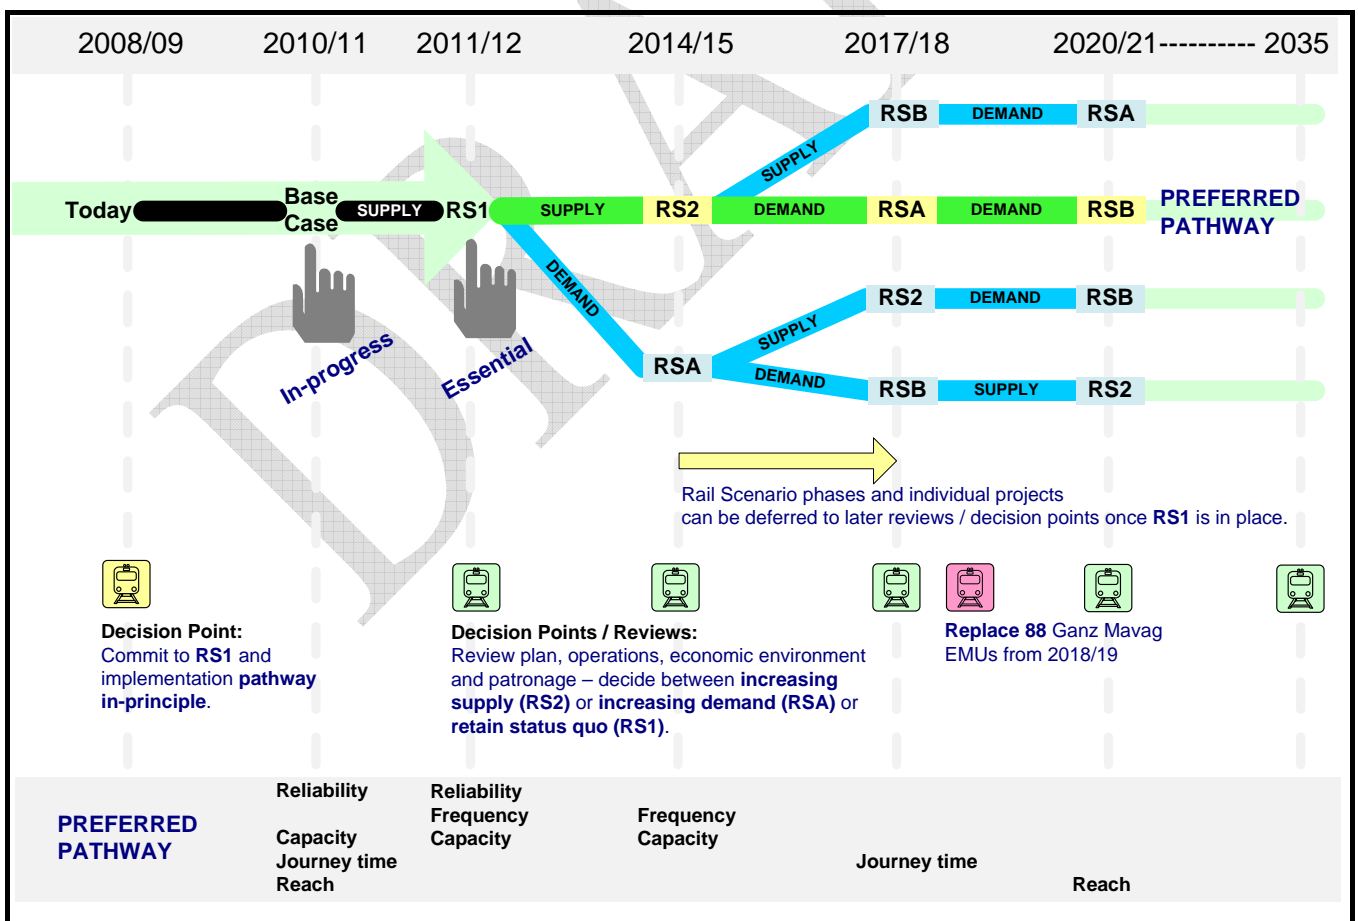 2008/09 2010/11 2011/12 2014/15 2017/18 2020/21---------- 2035
RSB DEMAND RSA
SUPPLY
Today Base Case SUPPLY RS1 SUPPLY RS2 DEMAND RSA DEMAND RSB PREFERRED
PATHWAY
DEMAND
RS2 DEMAND RSB
SUPPLY
In-progress
Essential
RSA
DEMAND
RSB SUPPLY RS2
Rail Scenario phases and individual projects
can be deferred to later reviews / decision points once RS1 is in place.
Decision Point:
Commit to RS1 and
implementation pathway
in-principle.
Decision Points / Reviews:
Review plan, operations, economic environment
and patronage – decide between increasing
supply (RS2) or increasing demand (RSA) or
retain status quo (RS1).
Replace 88 Ganz Mavag
EMUs from 2018/19
PREFERRED
PATHWAY
Reliability
Capacity
Journey time
Reach
Reliability
Frequency
Capacity
Frequency
Capacity
Journey time
Reach
DRA